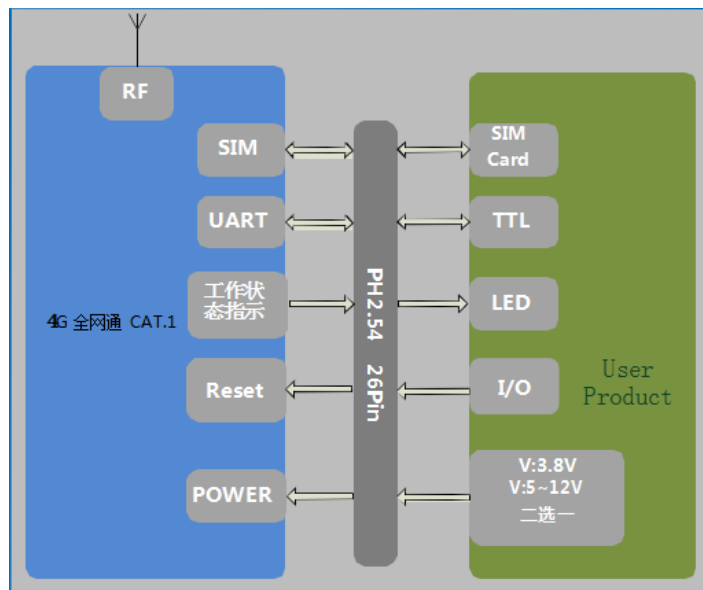 RF
SIM
UART
工作状
态指示
4G 全网通 CAT.1
Reset
POWER
PH2.54 26Pin
SIM
Card
TTL
LED
I/O
User
Product
V:3.8V
V:5~12V
二选一